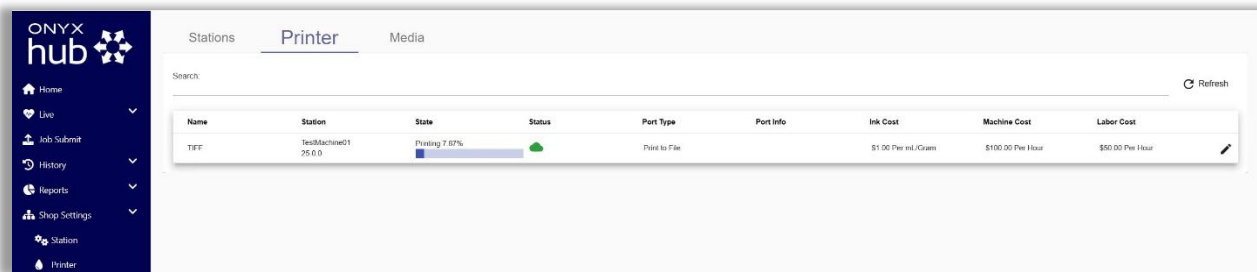 ONYX
hub
Home
Live
Job Submit
History
Reports
Shop Settings
Station
Printer
Stations Printer Media
Search:
Refresh
Name Station State Status Port Type Port Info Ink Cost Machine Cost Labor Cost
TIFF TestMachine01 Printing 7.87% Print to File $1.00 Per mL/Gram $100.00 Per Hour $50.00 Per Hour
25.0.0